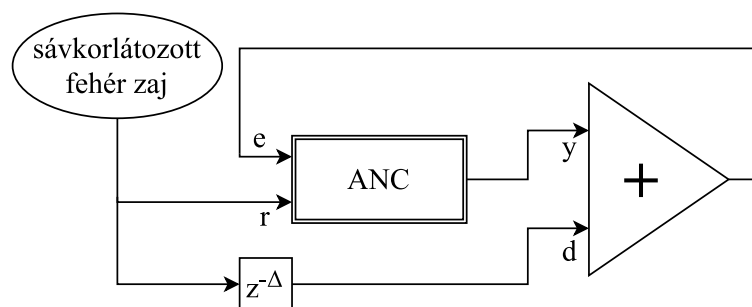 sávkorlátozott
fehér zaj
e
ANC
y
+
r
d
z-Δ